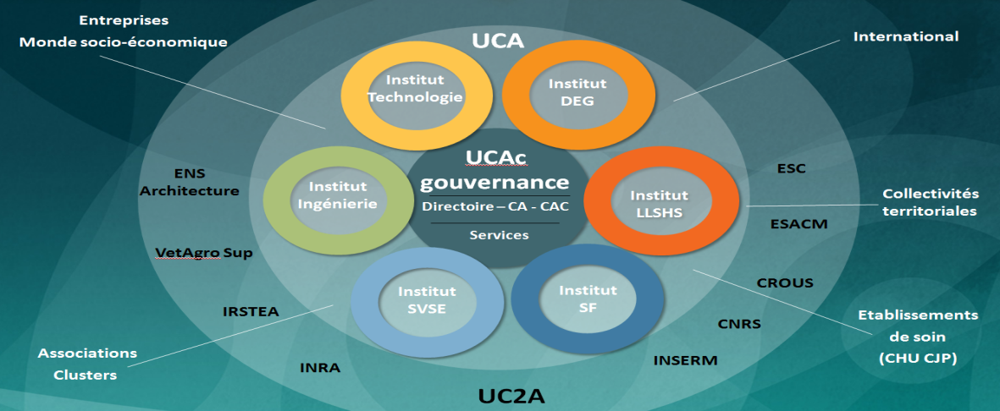 Entreprises
Monde socio-économique
UCA
International
Institut
Technologie
Institut
DEG
UCAc
gouvernance
Directoire – CA - CAC
Services
Institut
Ingénierie
Institut
LLSHS
Institut
SVSE
Institut
SF
ENS
Architecture
VetAgro Sup
IRSTEA
INRA
ESC
ESACM
CROUS
CNRS
INSERM
Collectivités
territoriales
Etablissements
de soin
(CHU CJP)
Associations
Clusters
UC2A